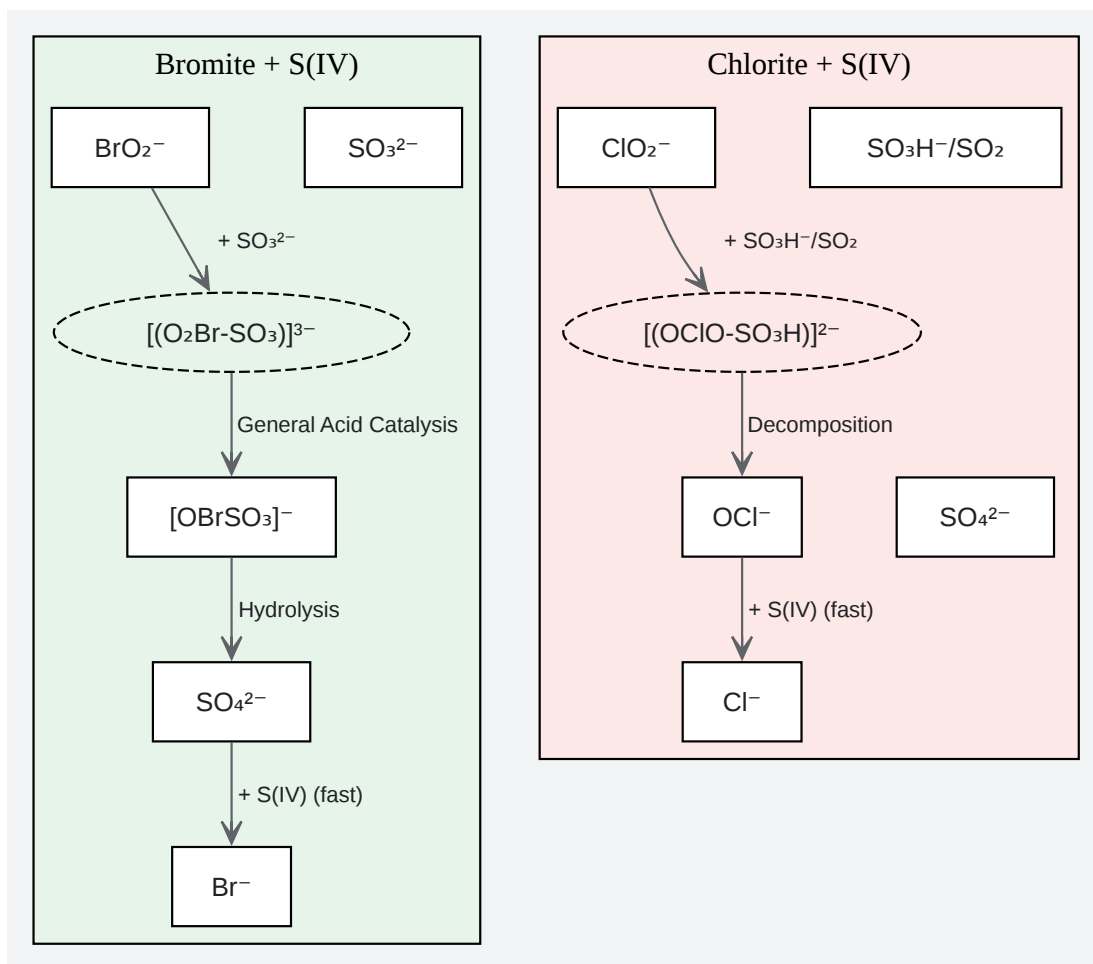 Bromite + S(IV)
BrO₂⁻
SO₃²⁻
+ SO₃²⁻
[(O₂Br-SO₃)]³⁻
General Acid Catalysis
[OBrSO₃]⁻
Hydrolysis
SO₄²⁻
+ S(IV) (fast)
Br⁻
Chlorite + S(IV)
ClO₂⁻
SO₃H⁻/SO₂
+ SO₃H⁻/SO₂
[(OClO-SO₃H)]²⁻
Decomposition
OCl⁻
SO₄²⁻
+ S(IV) (fast)
Cl⁻